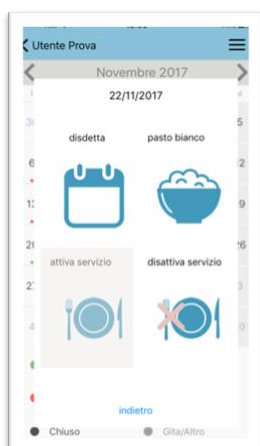 Utente Prova
Novembre 2017
22/11/2017
disdetta pasto bianco
attiva servizio disattiva servizio
indietro
Chiuso Gita/Altro